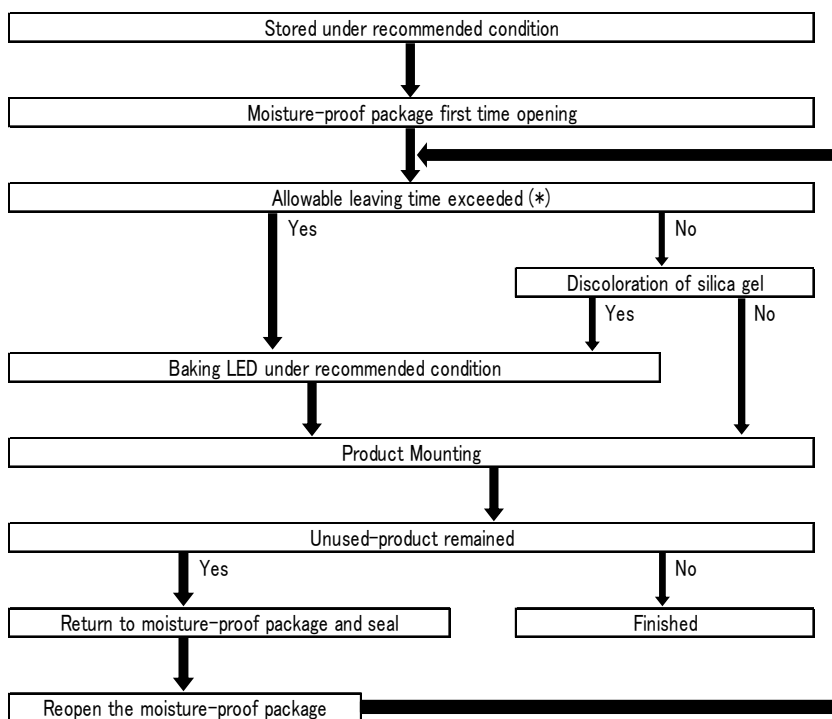 Stored under recommended condition
Moisture-proof package first time opening
Allowable leaving time exceeded (*)
Yes
No
Discoloration of silica gel
Yes
No
Baking LED under recommended condition
Product Mounting
Unused-product remained
Yes
No
Return to moisture-proof package and seal
Finished
Reopen the moisture-proof package